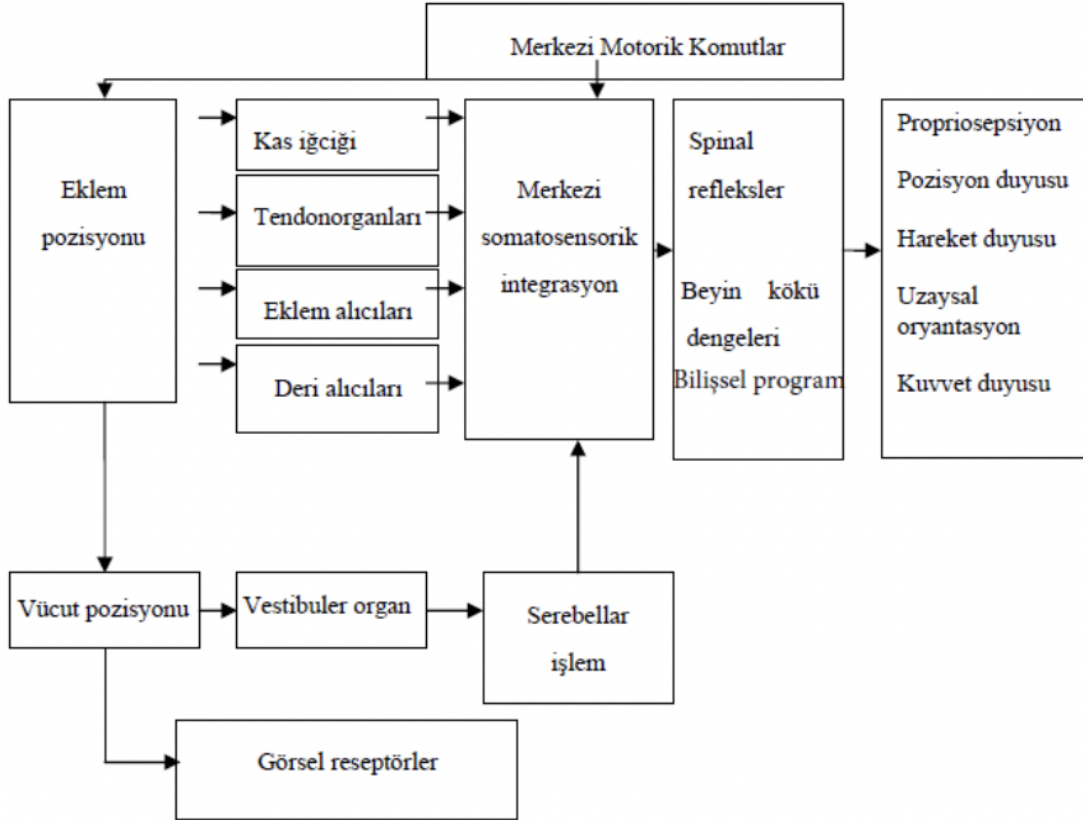 Merkezi Motorik Komutlar
Eklem
pozisyonu
Kas iğciği
Tendonorganları
Eklem alıcıları
Deri alıcıları
Merkezi
somatosensorik
integrasyon
Spinal
refleksler
Beyin kökü
dengeleri
Bilişsel program
Propriosepsiyon
Pozisyon duyusu
Hareket duyusu
Uzaysal
oryantasyon
Kuvvet duyusu
Vücut pozisyonu
Vestibuler organ
Serebellar
işlem
Görsel reseptörler